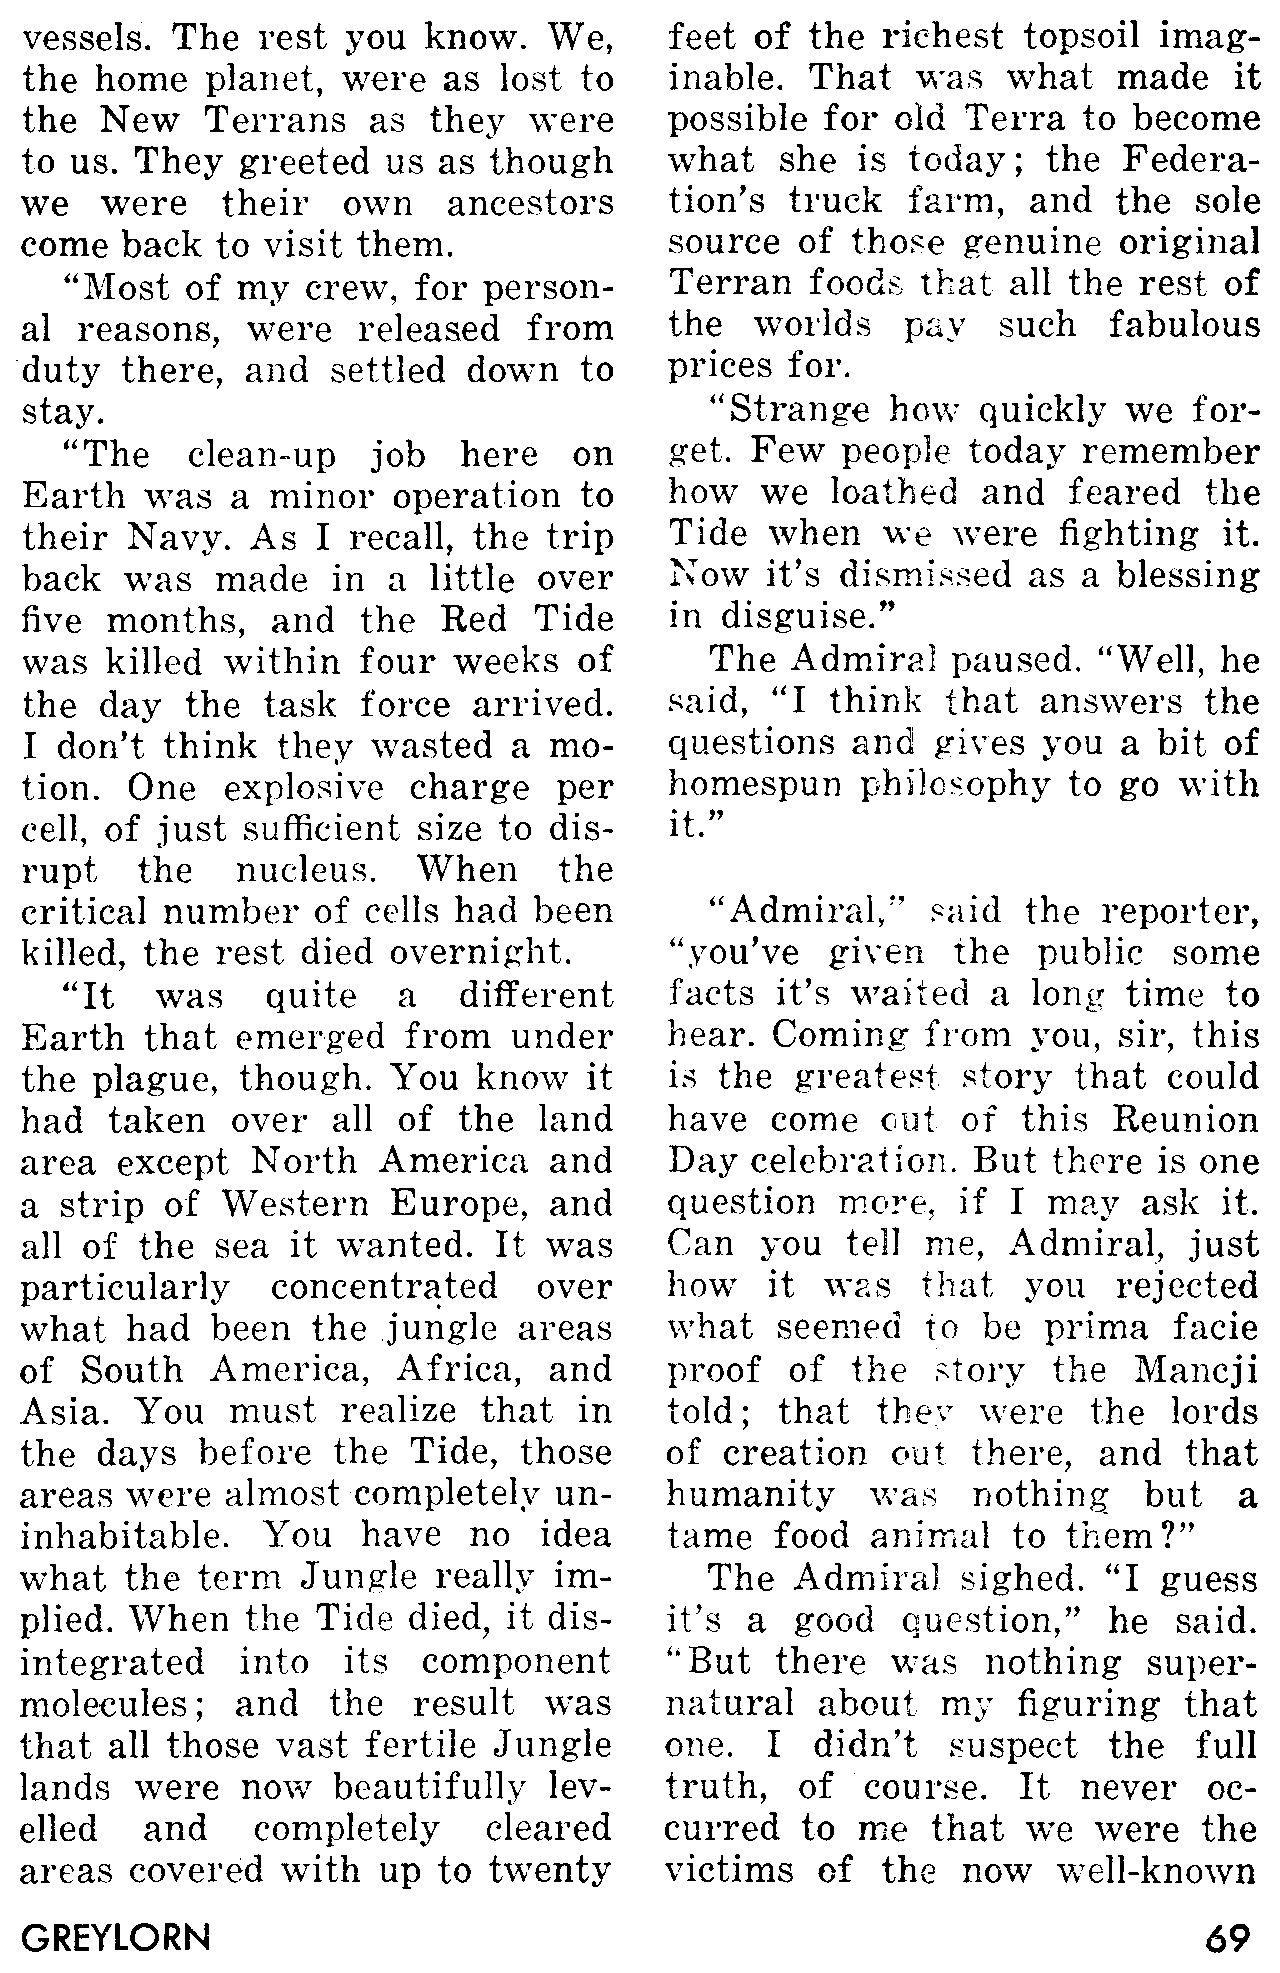 vessels. The rest you know. We,
the home planet, were as lost to
the New Terrans as they were
to us. They greeted us as though
we were their own ancestors
come back to visit them.
“Most of my crew, for person-
al reasons, were released from
duty there, and settled down to
stay.
“The clean-up job here on
Earth was a minor operation to
their Navy. As I recall, the trip
back was made in a little over
five months, and the Red Tide
was killed within four weeks of
the day the task force arrived.
I don’t think they wasted a mo-
tion. One explosive charge per
cell, of just sufficient size to dis-
rupt the nucleus. When the
critical number of cells had been
killed, the rest died overnight.
“It was quite a different
Earth that emerged from under
the plague, though. You know it
had taken over all of the land
area except North America and
a strip of Western Europe, and
all of the sea it wanted. It was
particularly concentrated over
what had been the jungle areas
of South America, Africa, and
Asia. You must realize that in
the days before the Tide, those
areas were almost completely un-
inhabitable. You have no idea
what the term Jungle really im-
plied. When the Tide died, it dis-
integrated into its component
molecules; and the result was
that all those vast fertile Jungle
lands were now beautifully lev-
elled and completely cleared
areas covered with up to twenty
feet of the richest topsoil imag-
inable. That was what made it
possible for old Terra to become
what she is today; the Federa-
tion’s truck farm, and the sole
source of those genuine original
Terran foods that all the rest of
the worlds pay such fabulous
prices for.
“Strange how quickly we for-
get. Few people today remember
how we loathed and feared the
Tide when we were fighting it.
Now it’s dismissed as a blessing
in disguise.”
The Admiral paused. “Well, he
said, “I think that answers the
questions and gives you a bit of
homespun philosophy to go with
it.”
“Admiral,” said the reporter,
“you’ve given the public some
facts it’s waited a long time to
hear. Coming from you, sir, this
is the greatest story that could
have come out of this Reunion
Day celebration. But there is one
question more, if I may ask it.
Can you tell me, Admiral, just
how it was that you rejected
what seemed to be prima facie
proof of the story the Mancji
told; that they were the lords
of creation out there, and that
humanity was nothing but a
tame food animal to them?”
The Admiral sighed. “I guess
it’s a good question,” he said.
“But there was nothing super-
natural about my figuring that
one. I didn’t suspect the full
truth, of course. It never oc-
curred to me that we were the
victims of the now well-known
GREYLORN 69